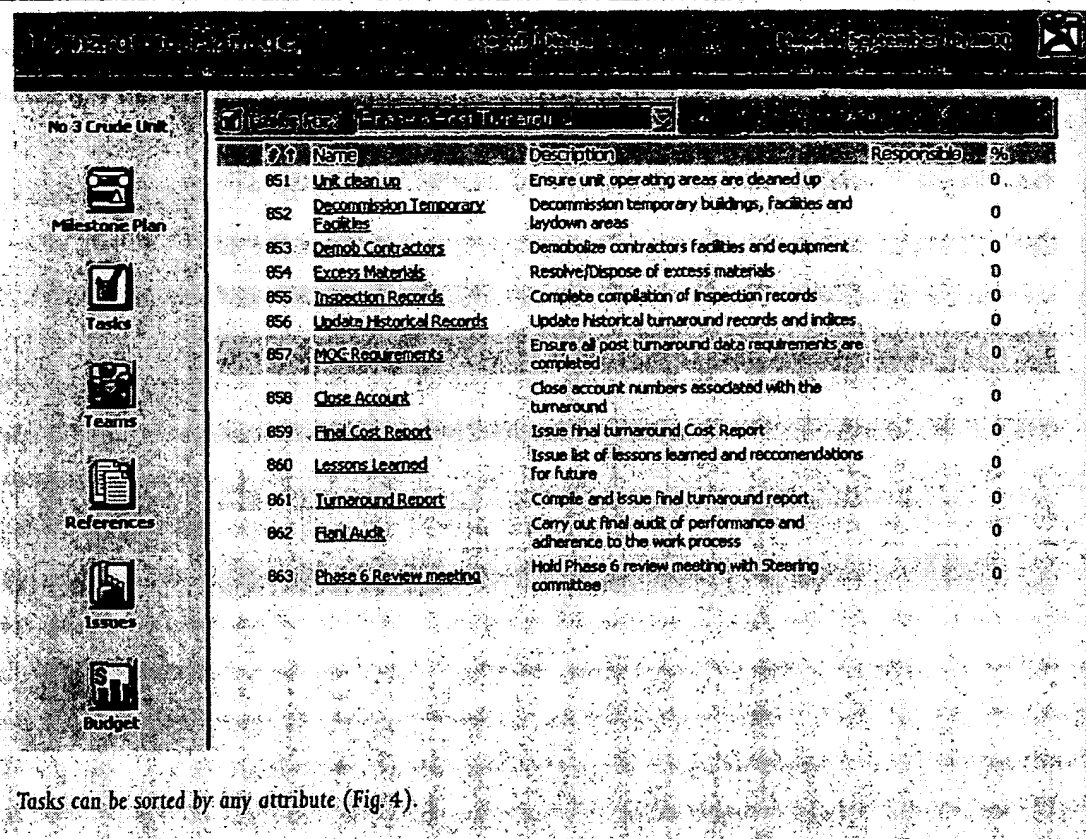 No 3 Crude Unit
Milestone Plan
Tasks
Teams
References
Issues
Budget
Name Description Responsible %
851 Unit clean up Ensure unit operating areas are cleaned up 0
852 Decommission Temporary Facilities Decommission temporary buildings, facilities and
laydown areas 0
853 Demob Contractors Demobolize contractors facilities and equipment 0
854 Excess Materials Resolve/Dispose of excess materials 0
855 Inspection Records Complete compilation of inspection records 0
856 Update Historical Records Update historical turnaround records and indices 0
857 MOC Requirements Ensure all post turnaround data requirements are
completed 0
858 Close Account Close account numbers associated with the
turnaround 0
859 Final Cost Report Issue final turnaround Cost Report 0
860 Lessons Learned Issue list of lessons learned and reccomendations
for future 0
861 Turnaround Report Compile and issue final turnaround report 0
862 Fianl Audit Carry out final audit of performance and
adherence to the work process 0
863 Phase 6 Review meeting Hold Phase 6 review meeting with Steering
committee 0
Tasks can be sorted by any attribute (Fig. 4).